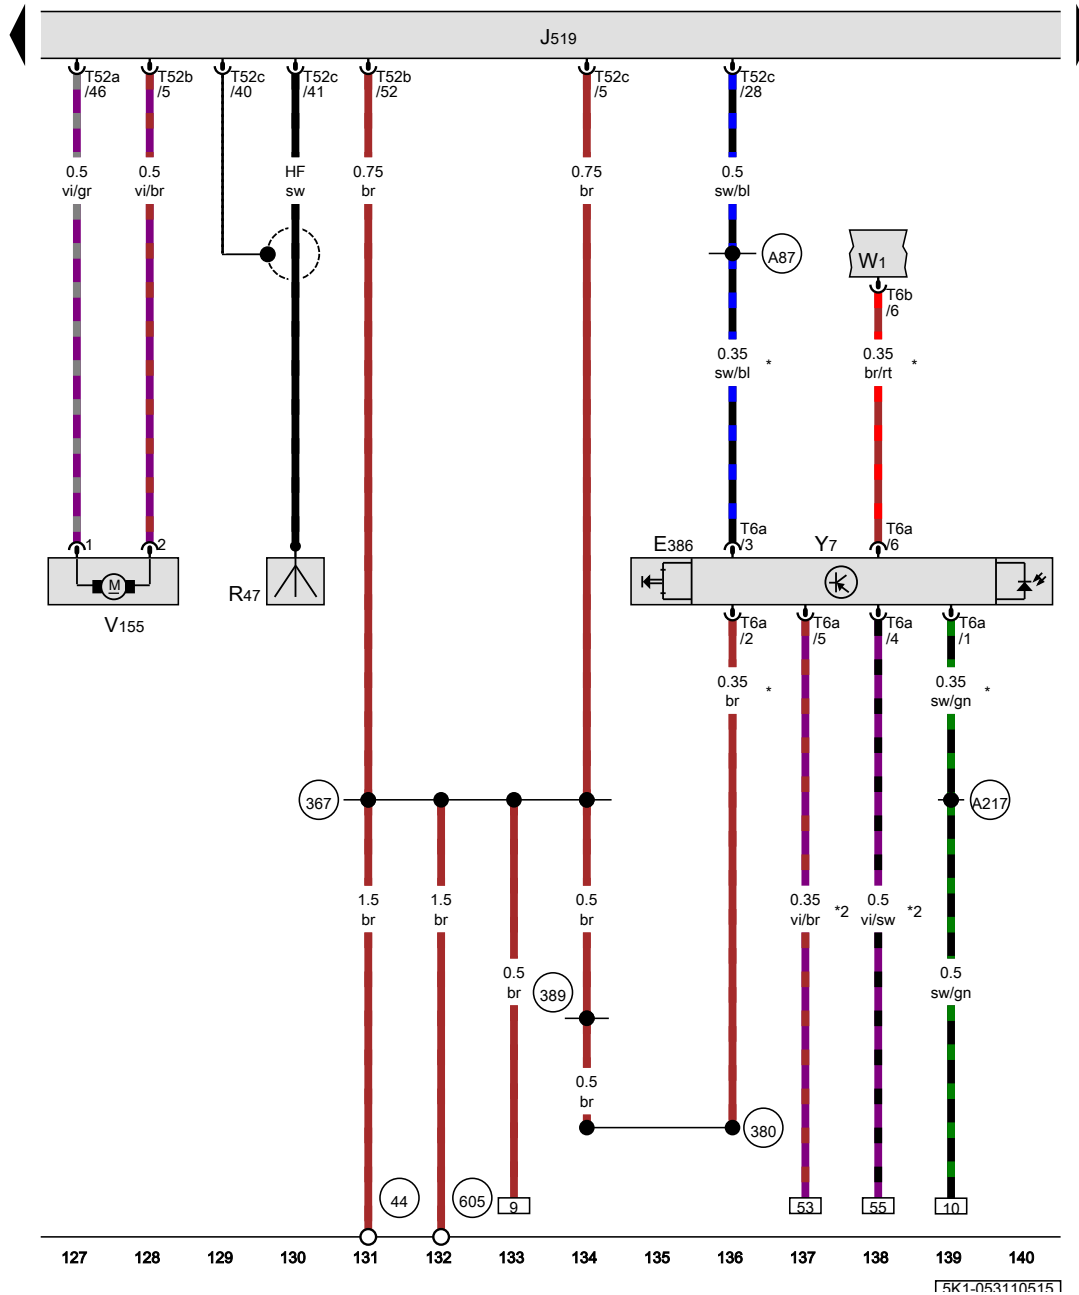 J519
T52a
/46
T52b
/5
T52c
/40
T52c
/41
T52b
/52
T52c
/5
T52c
/28
0.5
vi/gr
0.5
vi/br
HF
sw
0.75
br
0.75
br
0.5
sw/bl
A87
W1
T6b
/6
0.35
sw/bl
*
0.35
br/rt
*
1
2
T6a
/3
T6a
/6
E386
Y7
M
V155
R47
T6a
/2
T6a
/5
T6a
/4
T6a
/1
0.35
br
*
0.35
sw/gn
*
367
A217
1.5
br
1.5
br
0.5
br
0.35
vi/br
*2
0.5
vi/sw
*2
0.5
br
389
0.5
sw/gn
0.5
br
380
44
605
9
53
55
10
127 128 129 130 131 132 133 134 135 136 137 138 139 140
5K1-053110515